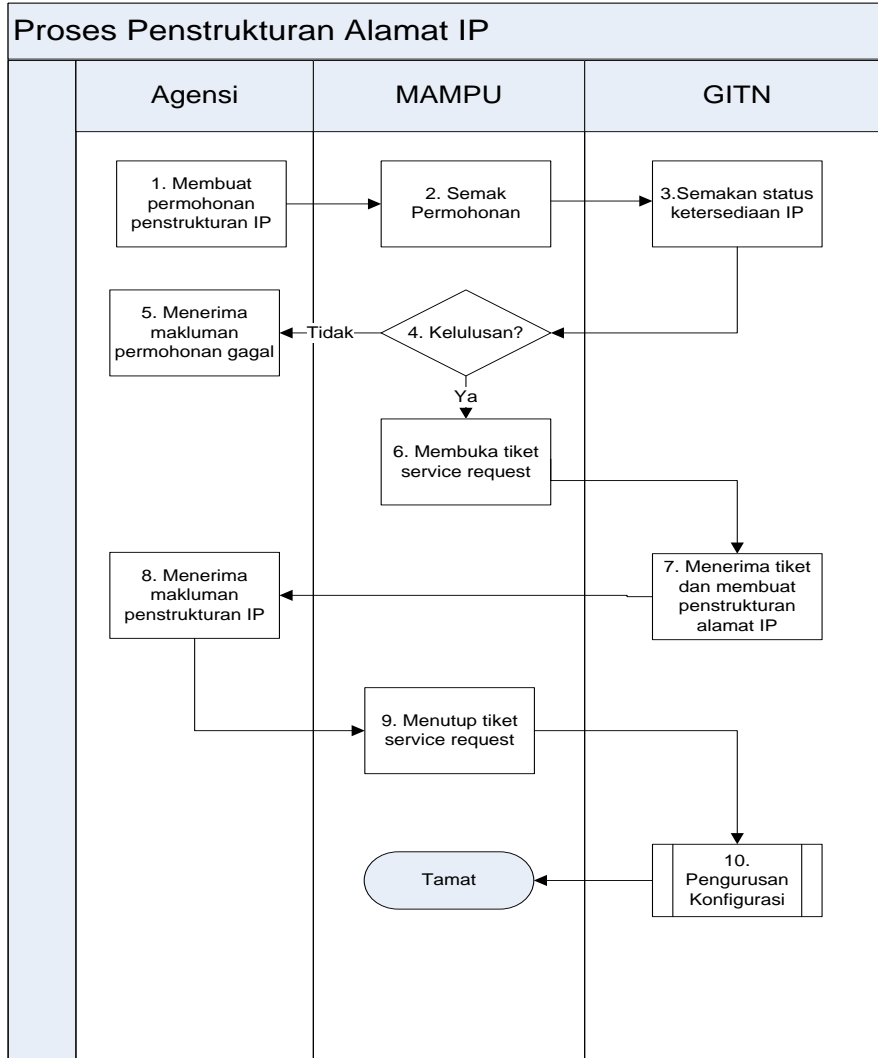 Proses Penstrukturan Alamat IP
Agensi
MAMPU
GITN
1. Membuat
permohonan
penstrukturan IP
2. Semak
Permohonan
3.Semakan status
ketersediaan IP
5. Menerima
makluman
permohonan gagal
Tidak
4. Kelulusan?
Ya
6. Membuka tiket
service request
7. Menerima tiket
dan membuat
penstrukturan
alamat IP
8. Menerima
makluman
penstrukturan IP
9. Menutup tiket
service request
10.
Pengurusan
Konfigurasi
Tamat